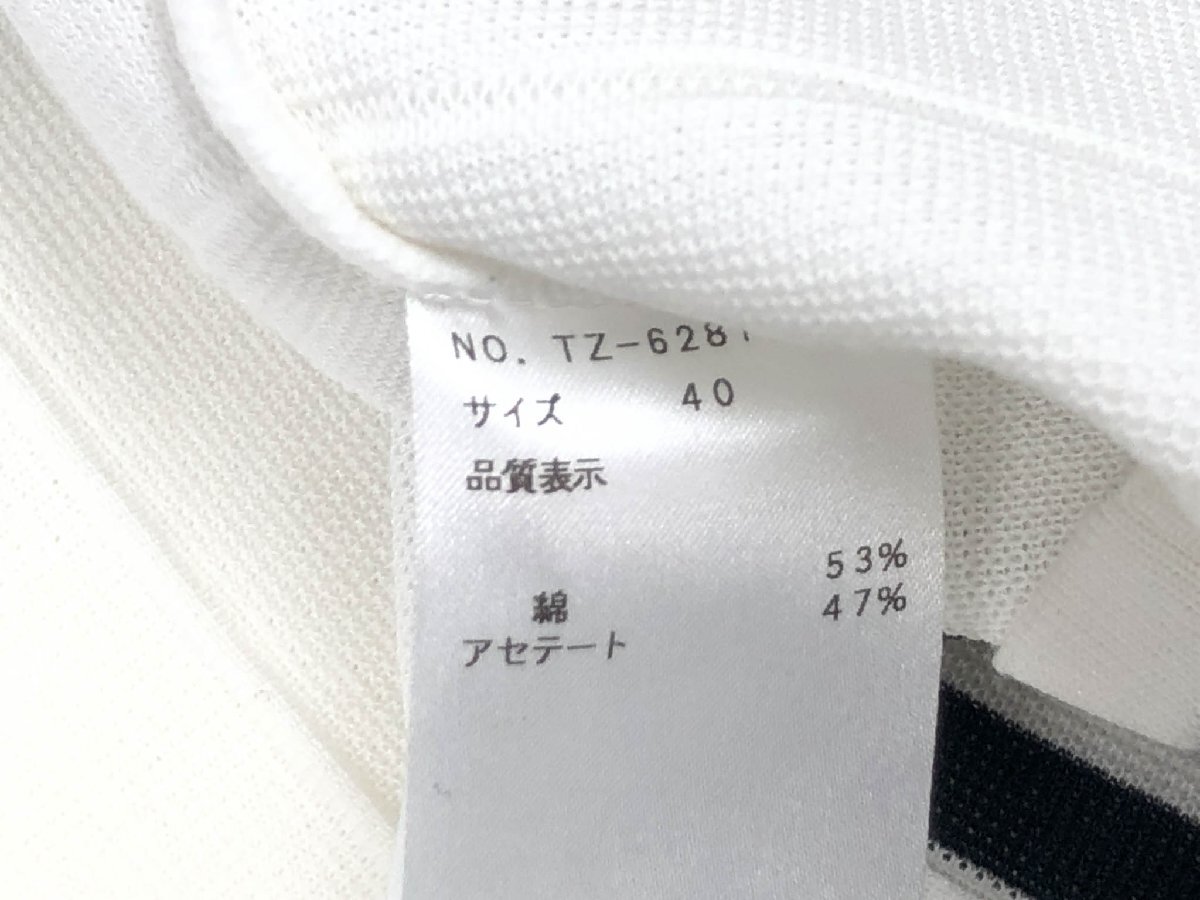 NO. TZ-628
サイズ 40
品質表示
綿 53%
アセテート 47%